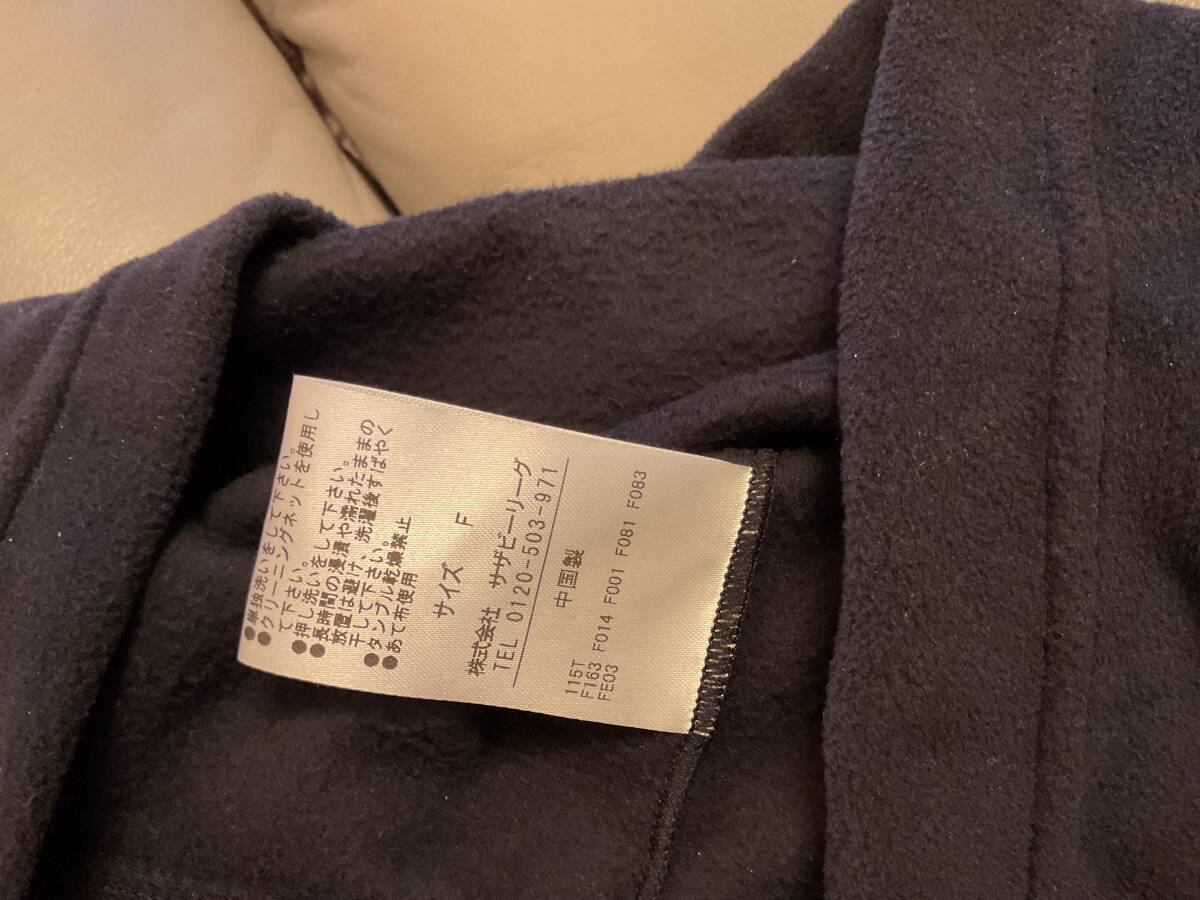 ●単独洗いをして下さい。
●クリーニングネットを使用し
て下さい。
●押し洗いをして下さい。
●長時間の浸漬や濡れたままの
放置は避け、洗濯後すばやく
干して下さい。
●タンブル乾燥禁止
●あて布使用
サイズ F
株式会社 サザビーリーグ
TEL 0120-503-971
中国製
115T
F163 F014 F001 F081 F083
FE03